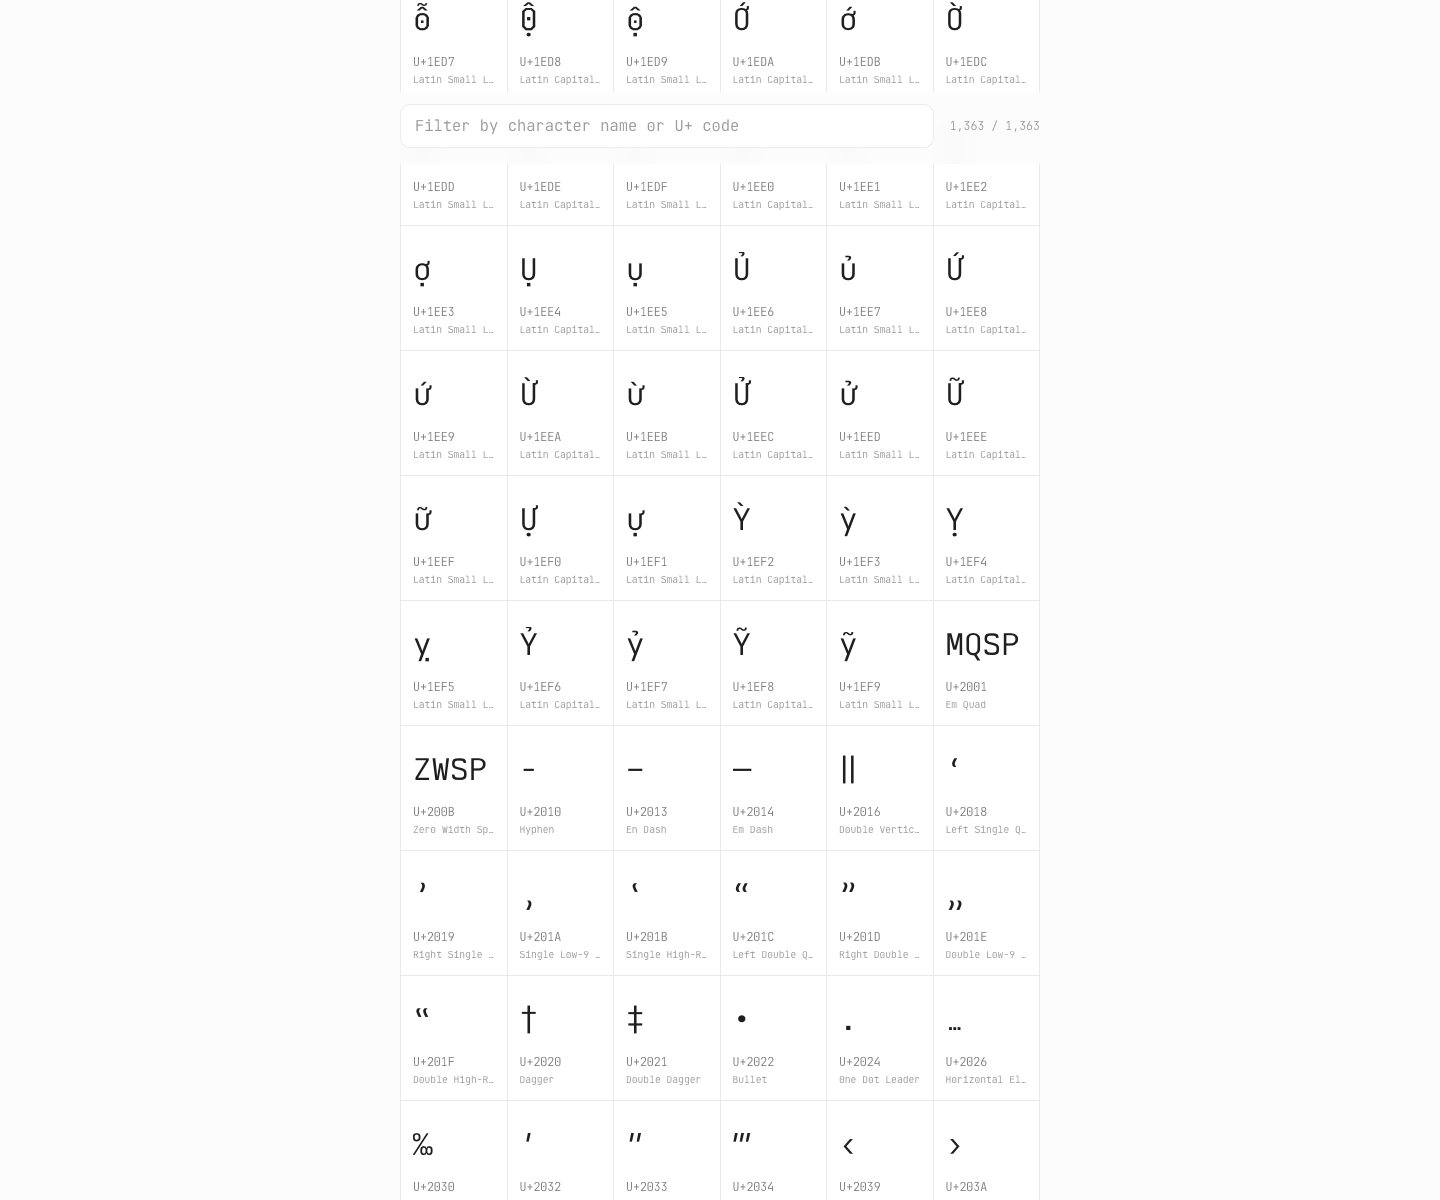 ỗ Ộ ộ Ớ ớ Ờ
U+1ED7 U+1ED8 U+1ED9 U+1EDA U+1EDB U+1EDC
Latin Small L… Latin Capital… Latin Small L… Latin Capital… Latin Small L… Latin Capital…
Filter by character name or U+ code 1,363 / 1,363
U+1EDD U+1EDE U+1EDF U+1EE0 U+1EE1 U+1EE2
Latin Small L… Latin Capital… Latin Small L… Latin Capital… Latin Small L… Latin Capital…
ợ Ụ ụ Ủ ủ Ứ
U+1EE3 U+1EE4 U+1EE5 U+1EE6 U+1EE7 U+1EE8
Latin Small L… Latin Capital… Latin Small L… Latin Capital… Latin Small L… Latin Capital…
ứ Ừ ừ Ử ử Ữ
U+1EE9 U+1EEA U+1EEB U+1EEC U+1EED U+1EEE
Latin Small L… Latin Capital… Latin Small L… Latin Capital… Latin Small L… Latin Capital…
ữ Ự ự Ỳ ỳ Ỵ
U+1EEF U+1EF0 U+1EF1 U+1EF2 U+1EF3 U+1EF4
Latin Small L… Latin Capital… Latin Small L… Latin Capital… Latin Small L… Latin Capital…
ỵ Ỷ ỷ Ỹ ỹ MQSP
U+1EF5 U+1EF6 U+1EF7 U+1EF8 U+1EF9 U+2001
Latin Small L… Latin Capital… Latin Small L… Latin Capital… Latin Small L… Em Quad
ZWSP ‐ – — ‖ ‘
U+200B U+2010 U+2013 U+2014 U+2016 U+2018
Zero Width Sp… Hyphen En Dash Em Dash Double Vertic… Left Single Q…
’ ‚ ‛ “ ” „
U+2019 U+201A U+201B U+201C U+201D U+201E
Right Single … Single Low-9 … Single High-R… Left Double Q… Right Double … Double Low-9 …
‟ † ‡ • ․ …
U+201F U+2020 U+2021 U+2022 U+2024 U+2026
Double High-R… Dagger Double Dagger Bullet One Dot Leader Horizontal El…
‰ ′ ″ ‴ ‹ ›
U+2030 U+2032 U+2033 U+2034 U+2039 U+203A